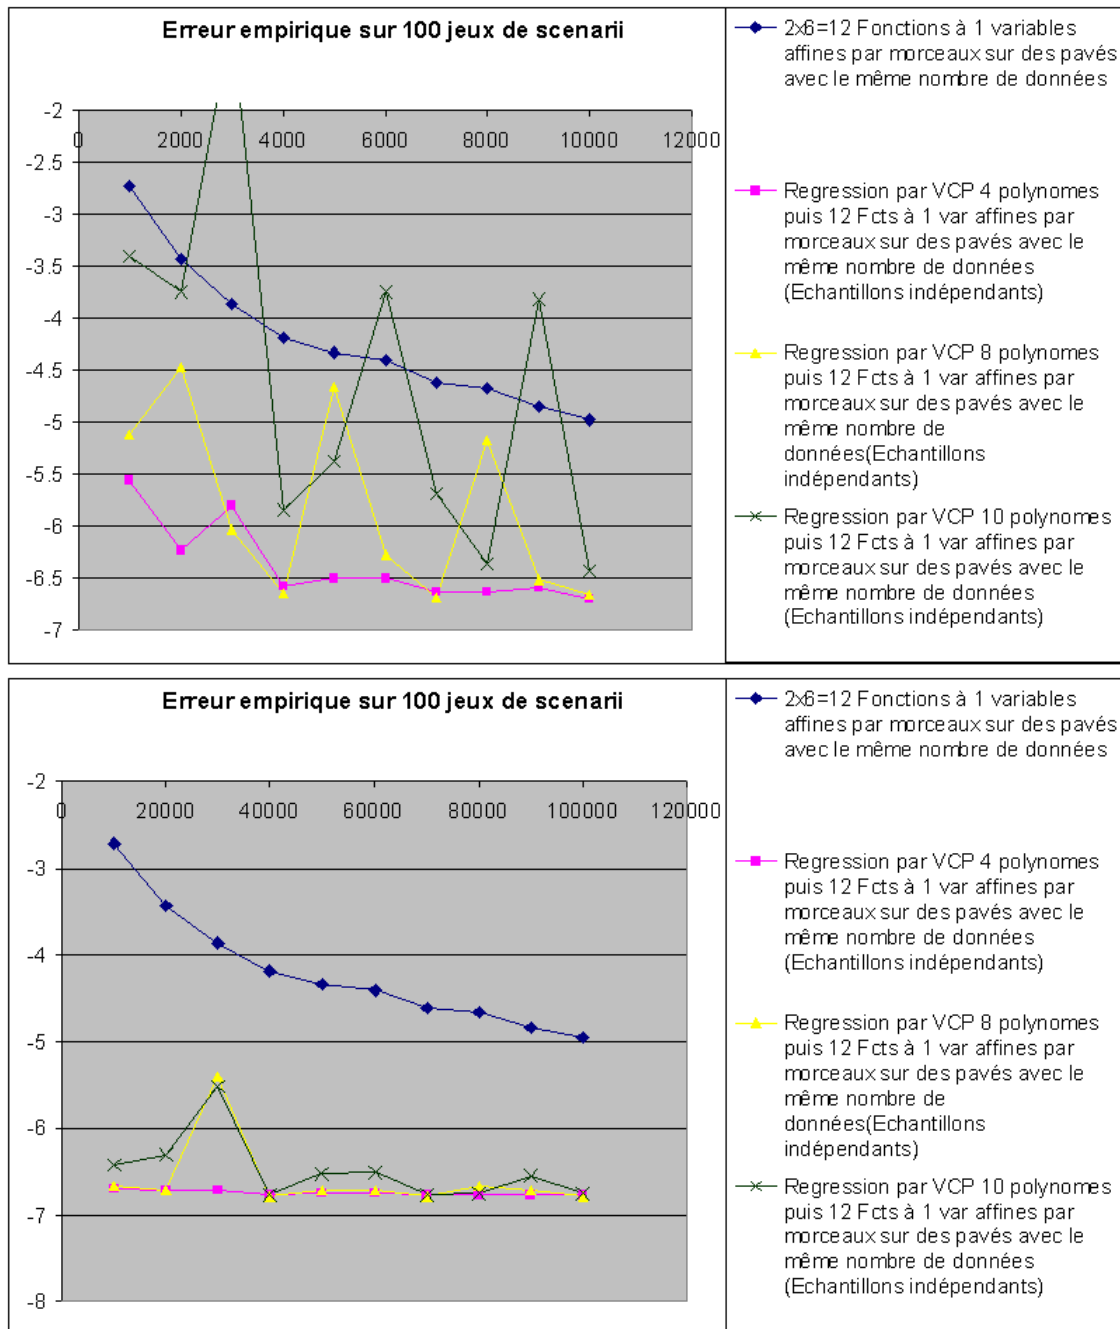 Erreur empirique sur 100 jeux de scenarii
-2
0
2000
4000
6000
8000
10000
12000
-2.5
-3
-3.5
-4
-4.5
-5
-5.5
-6
-6.5
-7
2x6=12 Fonctions à 1 variables
affines par morceaux sur des pavés
avec le même nombre de données
Regression par VCP 4 polynomes
puis 12 Fcts à 1 var affines par
morceaux sur des pavés avec le
même nombre de données
(Echantillons indépendants)
Regression par VCP 8 polynomes
puis 12 Fcts à 1 var affines par
morceaux sur des pavés avec le
même nombre de
données(Echantillons
indépendants)
Regression par VCP 10 polynomes
puis 12 Fcts à 1 var affines par
morceaux sur des pavés avec le
même nombre de données
(Echantillons indépendants)
Erreur empirique sur 100 jeux de scenarii
-2
0
20000
40000
60000
80000
100000
120000
-3
-4
-5
-6
-7
-8
2x6=12 Fonctions à 1 variables
affines par morceaux sur des pavés
avec le même nombre de données
Regression par VCP 4 polynomes
puis 12 Fcts à 1 var affines par
morceaux sur des pavés avec le
même nombre de données
(Echantillons indépendants)
Regression par VCP 8 polynomes
puis 12 Fcts à 1 var affines par
morceaux sur des pavés avec le
même nombre de
données(Echantillons
indépendants)
Regression par VCP 10 polynomes
puis 12 Fcts à 1 var affines par
morceaux sur des pavés avec le
même nombre de données
(Echantillons indépendants)